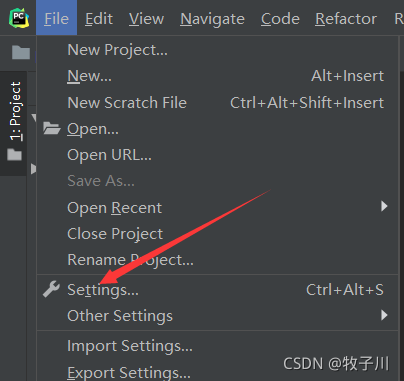 PC File Edit View Navigate Code Refactor R
1: Project
New Project...
New... Alt+Insert
New Scratch File Ctrl+Alt+Shift+Insert
Open...
Open URL...
Save As...
Open Recent
Close Project
Rename Project...
Settings... Ctrl+Alt+S
Other Settings
Import Settings...
Export Settings...
CSDN @牧子川